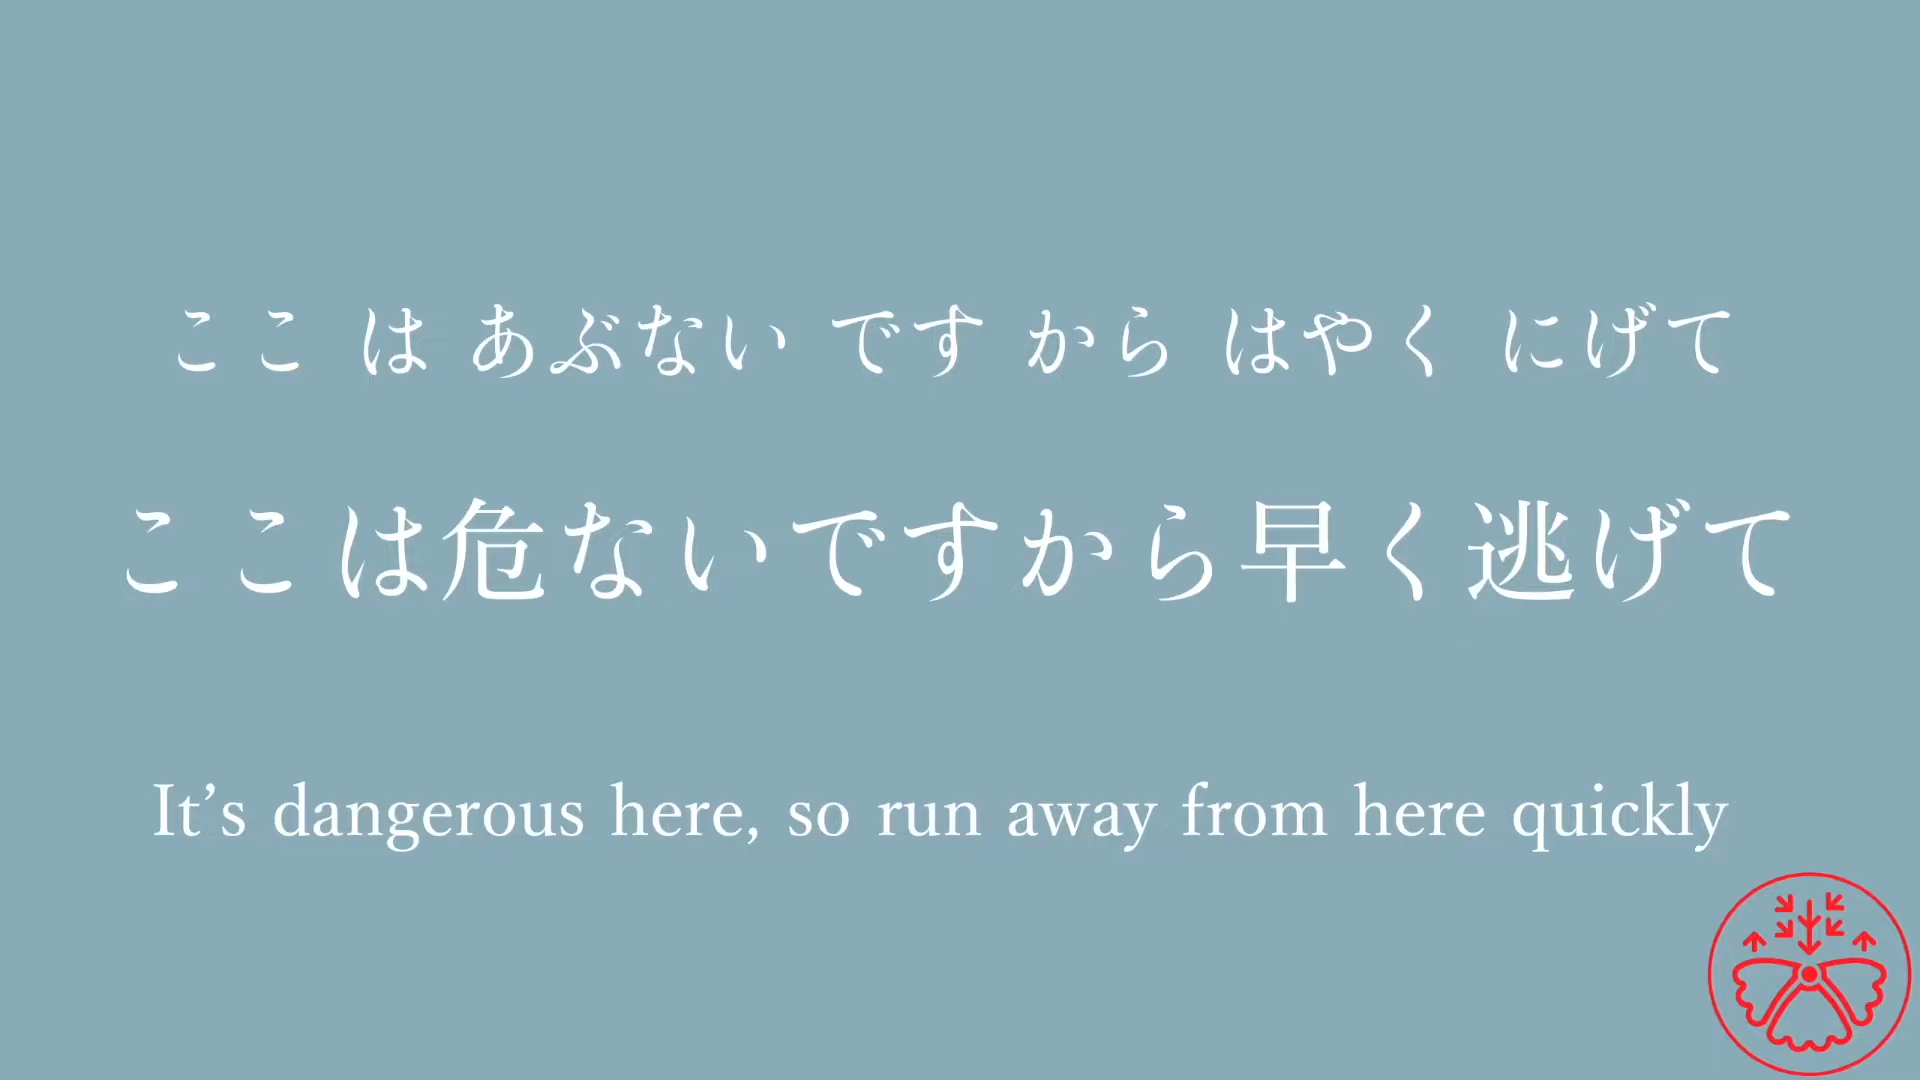 ここ は あぶない です から はやく にげて
ここは危ないですから早く逃げて
It’s dangerous here, so run away from here quickly